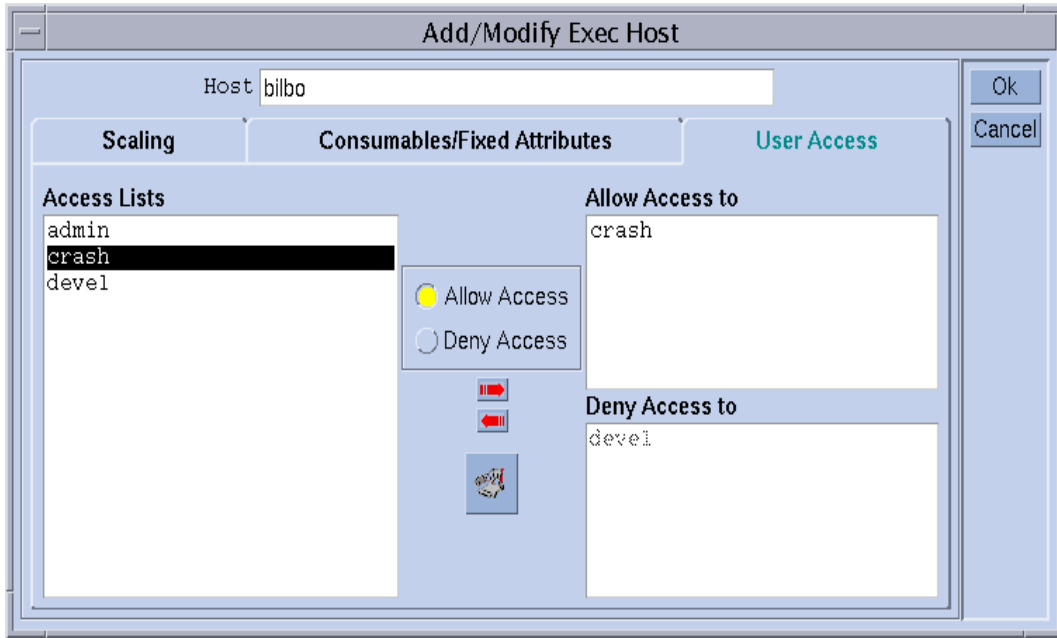 Add/Modify Exec Host
Host bilbo
Ok
Cancel
Scaling Consumables/Fixed Attributes User Access
Access Lists
admin
crash
devel
Allow Access
Deny Access
Allow Access to
crash
Deny Access to
devel